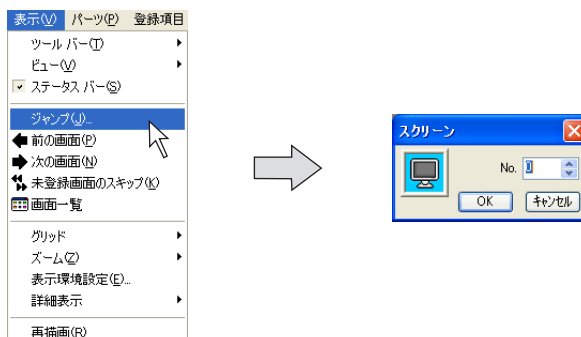 表示(V) パーツ(P) 登録項目
ツール バー(T)
ビュー(V)
ステータス バー(S)
ジャンプ(J)...
前の画面(P)
次の画面(N)
未登録画面のスキップ(K)
画面一覧
グリッド
ズーム(Z)
表示環境設定(E)...
詳細表示
再描画(R)
スクリーン
No. 0
OK キャンセル